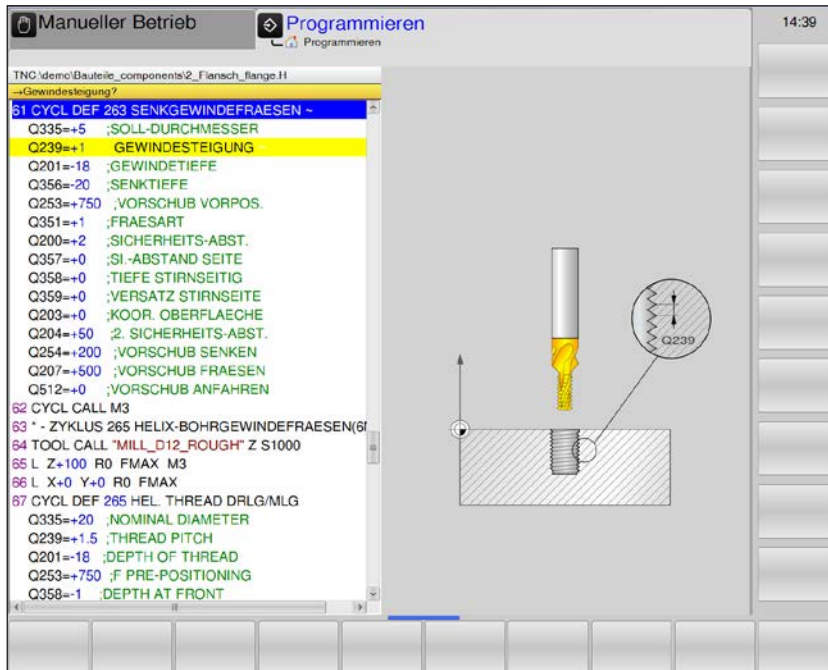 Manueller Betrieb
Programmieren
Programmieren
14:39
TNC:\demo\Bauteile_components\2_Flansch_flange.H
→Gewindesteigung?
61 CYCL DEF 263 SENKGEWINDEFRAESEN ~
Q335=+5 ;SOLL-DURCHMESSER
Q239=+1 GEWINDESTEIGUNG
Q201=-18 ;GEWINDETIEFE
Q356=-20 ;SENKTIEFE
Q253=+750 ;VORSCHUB VORPOS.
Q351=+1 ;FRAESART
Q200=+2 ;SICHERHEITS-ABST.
Q357=+0 ;SI.-ABSTAND SEITE
Q358=+0 ;TIEFE STIRNSEITIG
Q359=+0 ;VERSATZ STIRNSEITE
Q203=+0 ;KOOR. OBERFLAECHE
Q204=+50 ;2. SICHERHEITS-ABST.
Q254=+200 ;VORSCHUB SENKEN
Q207=+500 ;VORSCHUB FRAESEN
Q512=+0 ;VORSCHUB ANFAHREN
62 CYCL CALL M3
63 * - ZYKLUS 265 HELIX-BOHRGEWINDEFRAESEN(6
64 TOOL CALL "MILL_D12_ROUGH" Z S1000
65 L Z+100 R0 FMAX M3
66 L X+0 Y+0 R0 FMAX
67 CYCL DEF 265 HEL. THREAD DRLG/MLG
Q335=+20 ;NOMINAL DIAMETER
Q239=+1.5 ;THREAD PITCH
Q201=-18 ;DEPTH OF THREAD
Q253=+750 ;F PRE-POSITIONING
Q358=-1 ;DEPTH AT FRONT
Q239